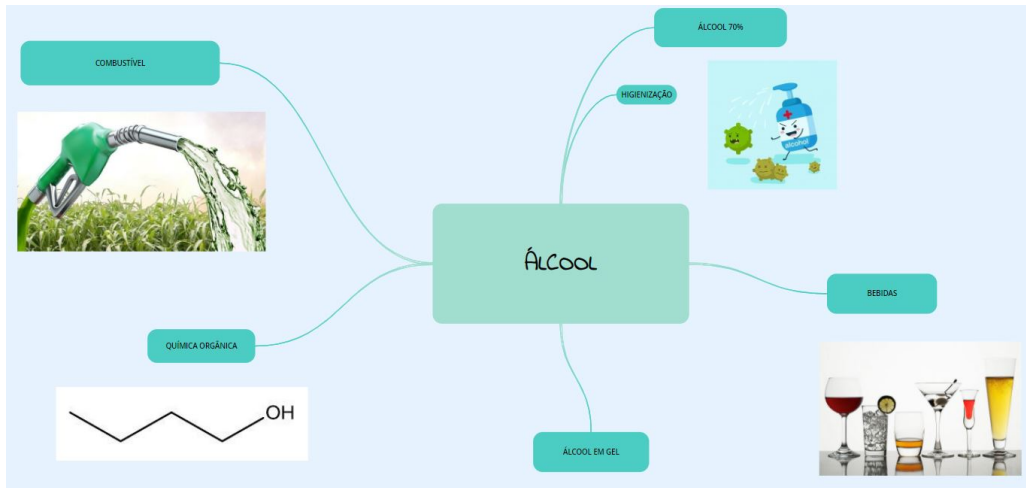 ÁLCOOL 70%
COMBUSTÍVEL
HIGIENIZAÇÃO
alcohol
ÁLCOOL
BEBIDAS
QUÍMICA ORGÂNICA
OH
ÁLCOOL EM GEL